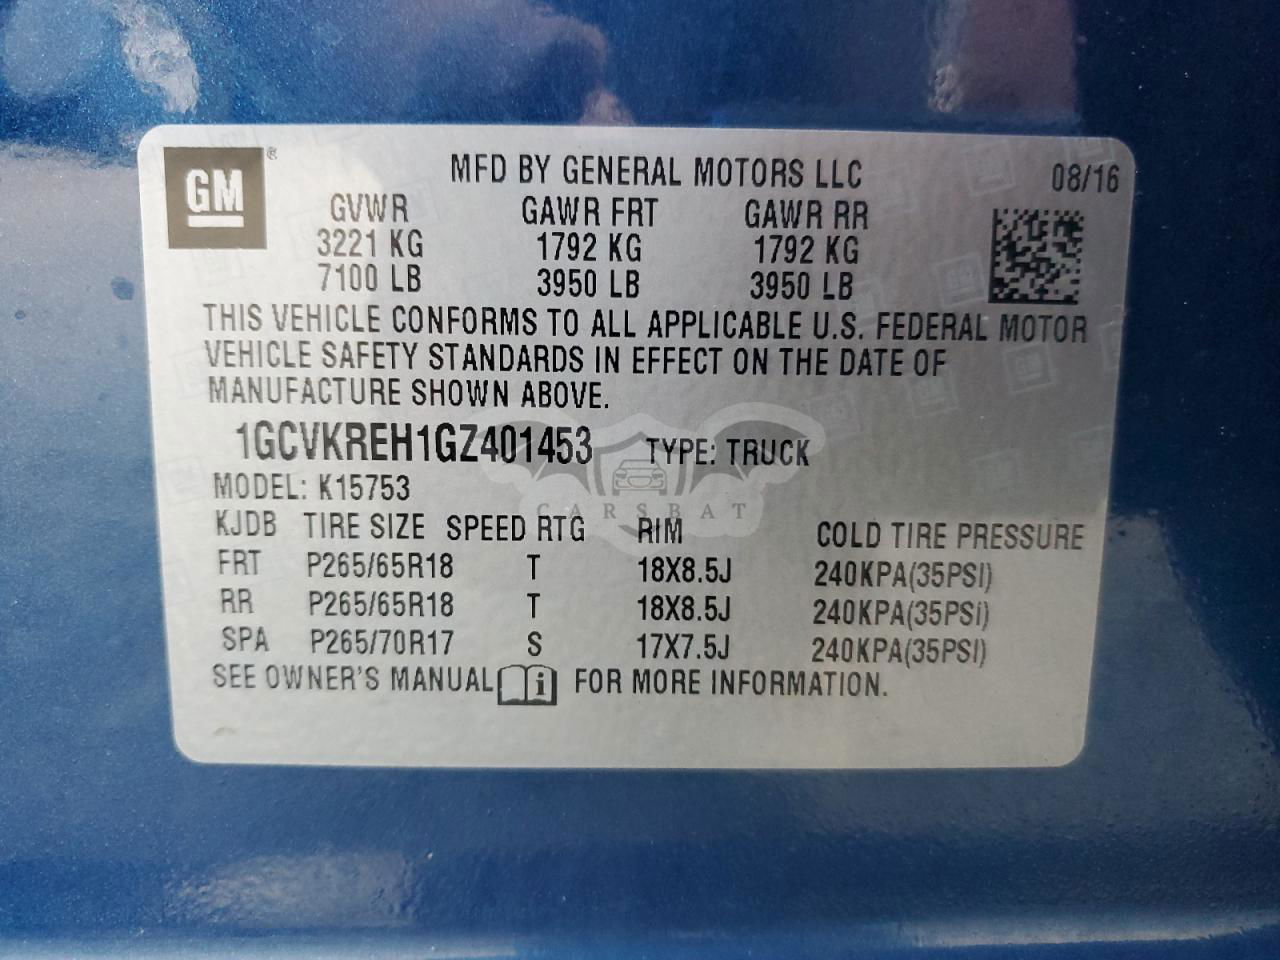 GM ®
MFD BY GENERAL MOTORS LLC 08/16
GVWR GAWR FRT GAWR RR
3221 KG 1792 KG 1792 KG
7100 LB 3950 LB 3950 LB
THIS VEHICLE CONFORMS TO ALL APPLICABLE U.S. FEDERAL MOTOR
VEHICLE SAFETY STANDARDS IN EFFECT ON THE DATE OF
MANUFACTURE SHOWN ABOVE.
1GCVKREH1GZ401453 TYPE: TRUCK
MODEL: K15753
CARSBAT
KJDB TIRE SIZE SPEED RTG RIM COLD TIRE PRESSURE
FRT P265/65R18 T 18X8.5J 240KPA(35PSI)
RR P265/65R18 T 18X8.5J 240KPA(35PSI)
SPA P265/70R17 S 17X7.5J 240KPA(35PSI)
SEE OWNER'S MANUAL i FOR MORE INFORMATION.